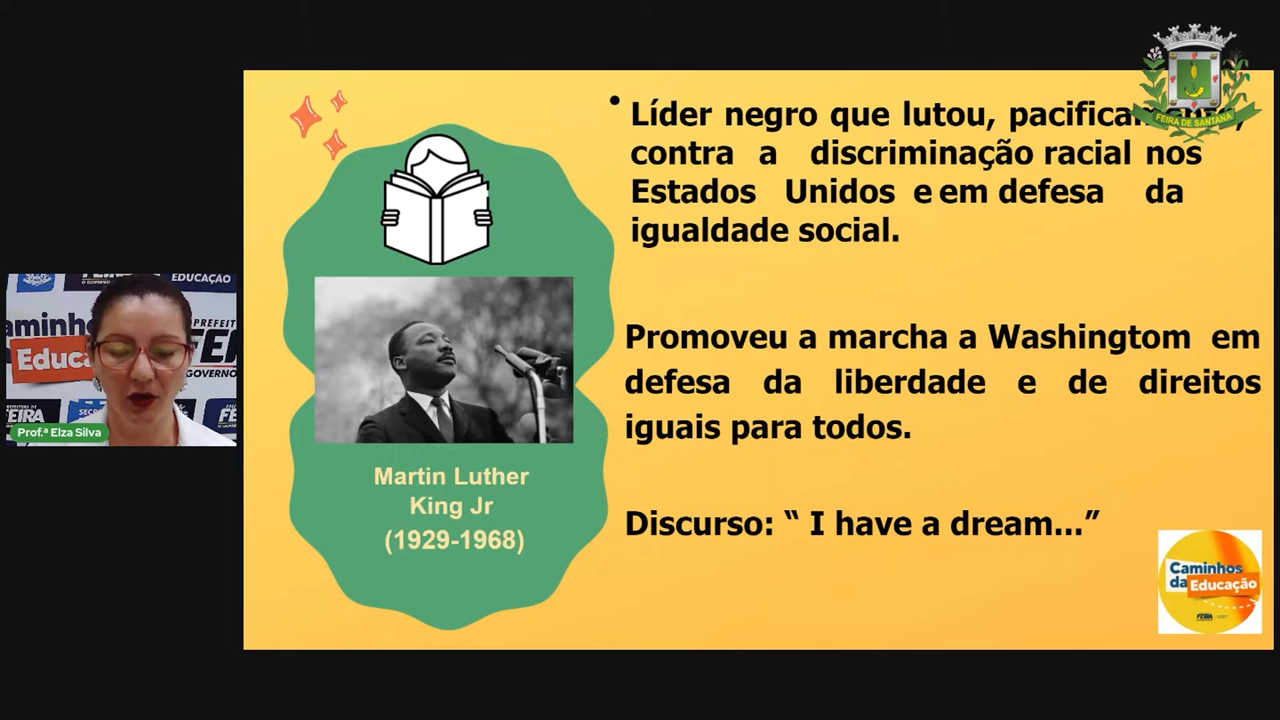 FEIRA DE SANTANA
Líder negro que lutou,
contra a discriminação racial nos
Estados Unidos e em defesa da
igualdade social.
Promoveu a marcha a Washingtom em
defesa da liberdade e de direitos
iguais para todos.
Discurso: “ I have a dream...”
Martin Luther
King Jr
(1929-1968)
EDUCAÇÃO
Prof.ª Elza Silva
Caminhos
da Educação
FEIRA